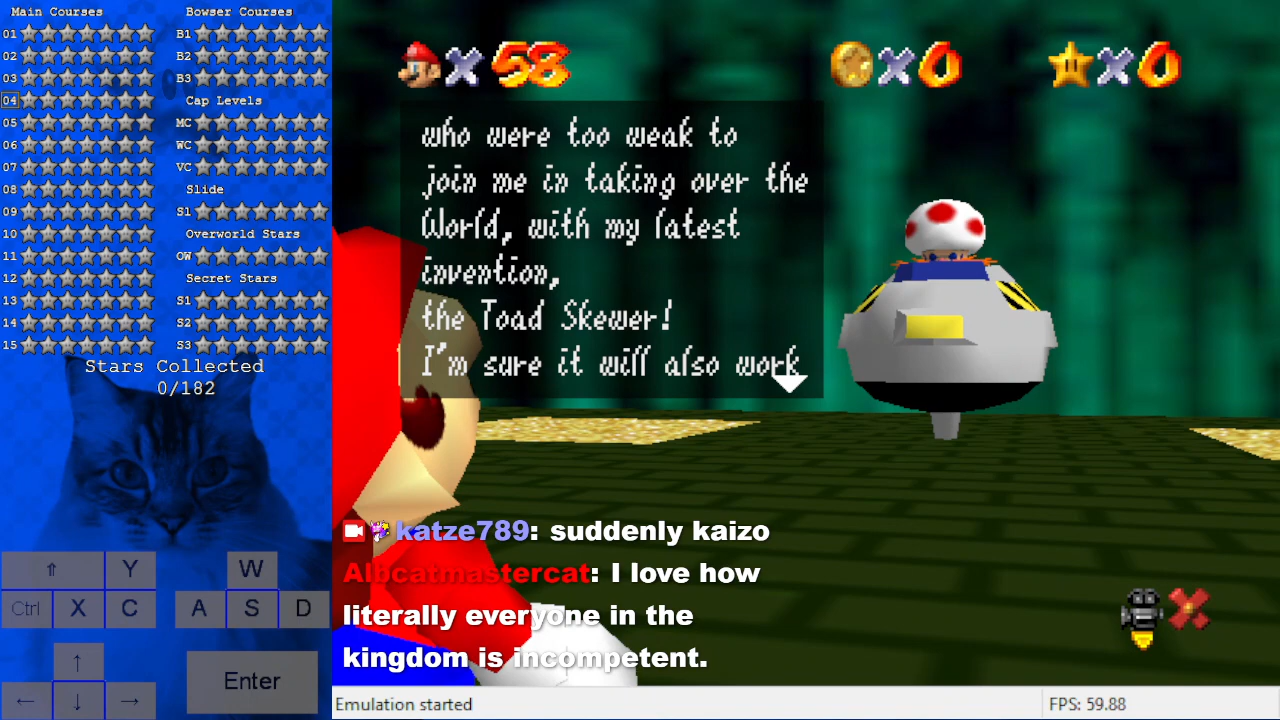 Main Courses
01
02
03
04
05
06
07
08
09
10
11
12
13
14
15
Bowser Courses
B1
B2
B3
Cap Levels
MC
WC
VC
Slide
S1
Overworld Stars
OW
Secret Stars
S1
S2
S3
Stars Collected
0/182
⇑ Y W
Ctrl X C A S D
↑ Enter
← ↓ →
x 58 x 0 x 0
who were too weak to
join me in taking over the
World, with my latest
invention,
the Toad Skewer!
I'm sure it will also work
katze789: suddenly kaizo
Albcatmastercat: I love how
literally everyone in the
kingdom is incompetent.
Emulation started FPS: 59.88